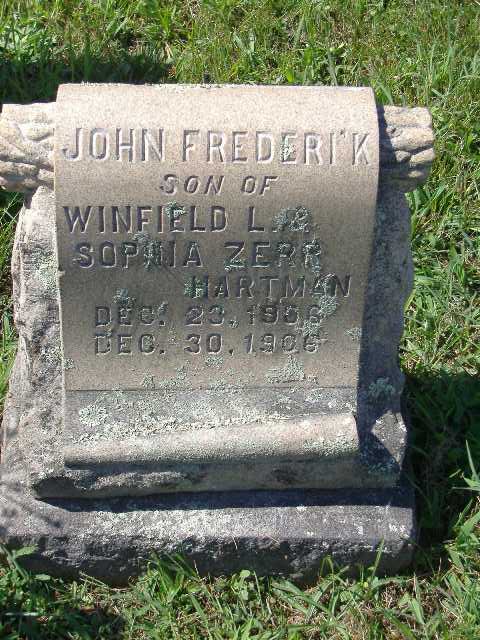 JOHN FREDERI'K
SON OF
WINFIELD L. &
SOPHIA ZERR
HARTMAN
DEC. 23, 1906
DEC. 30, 1906